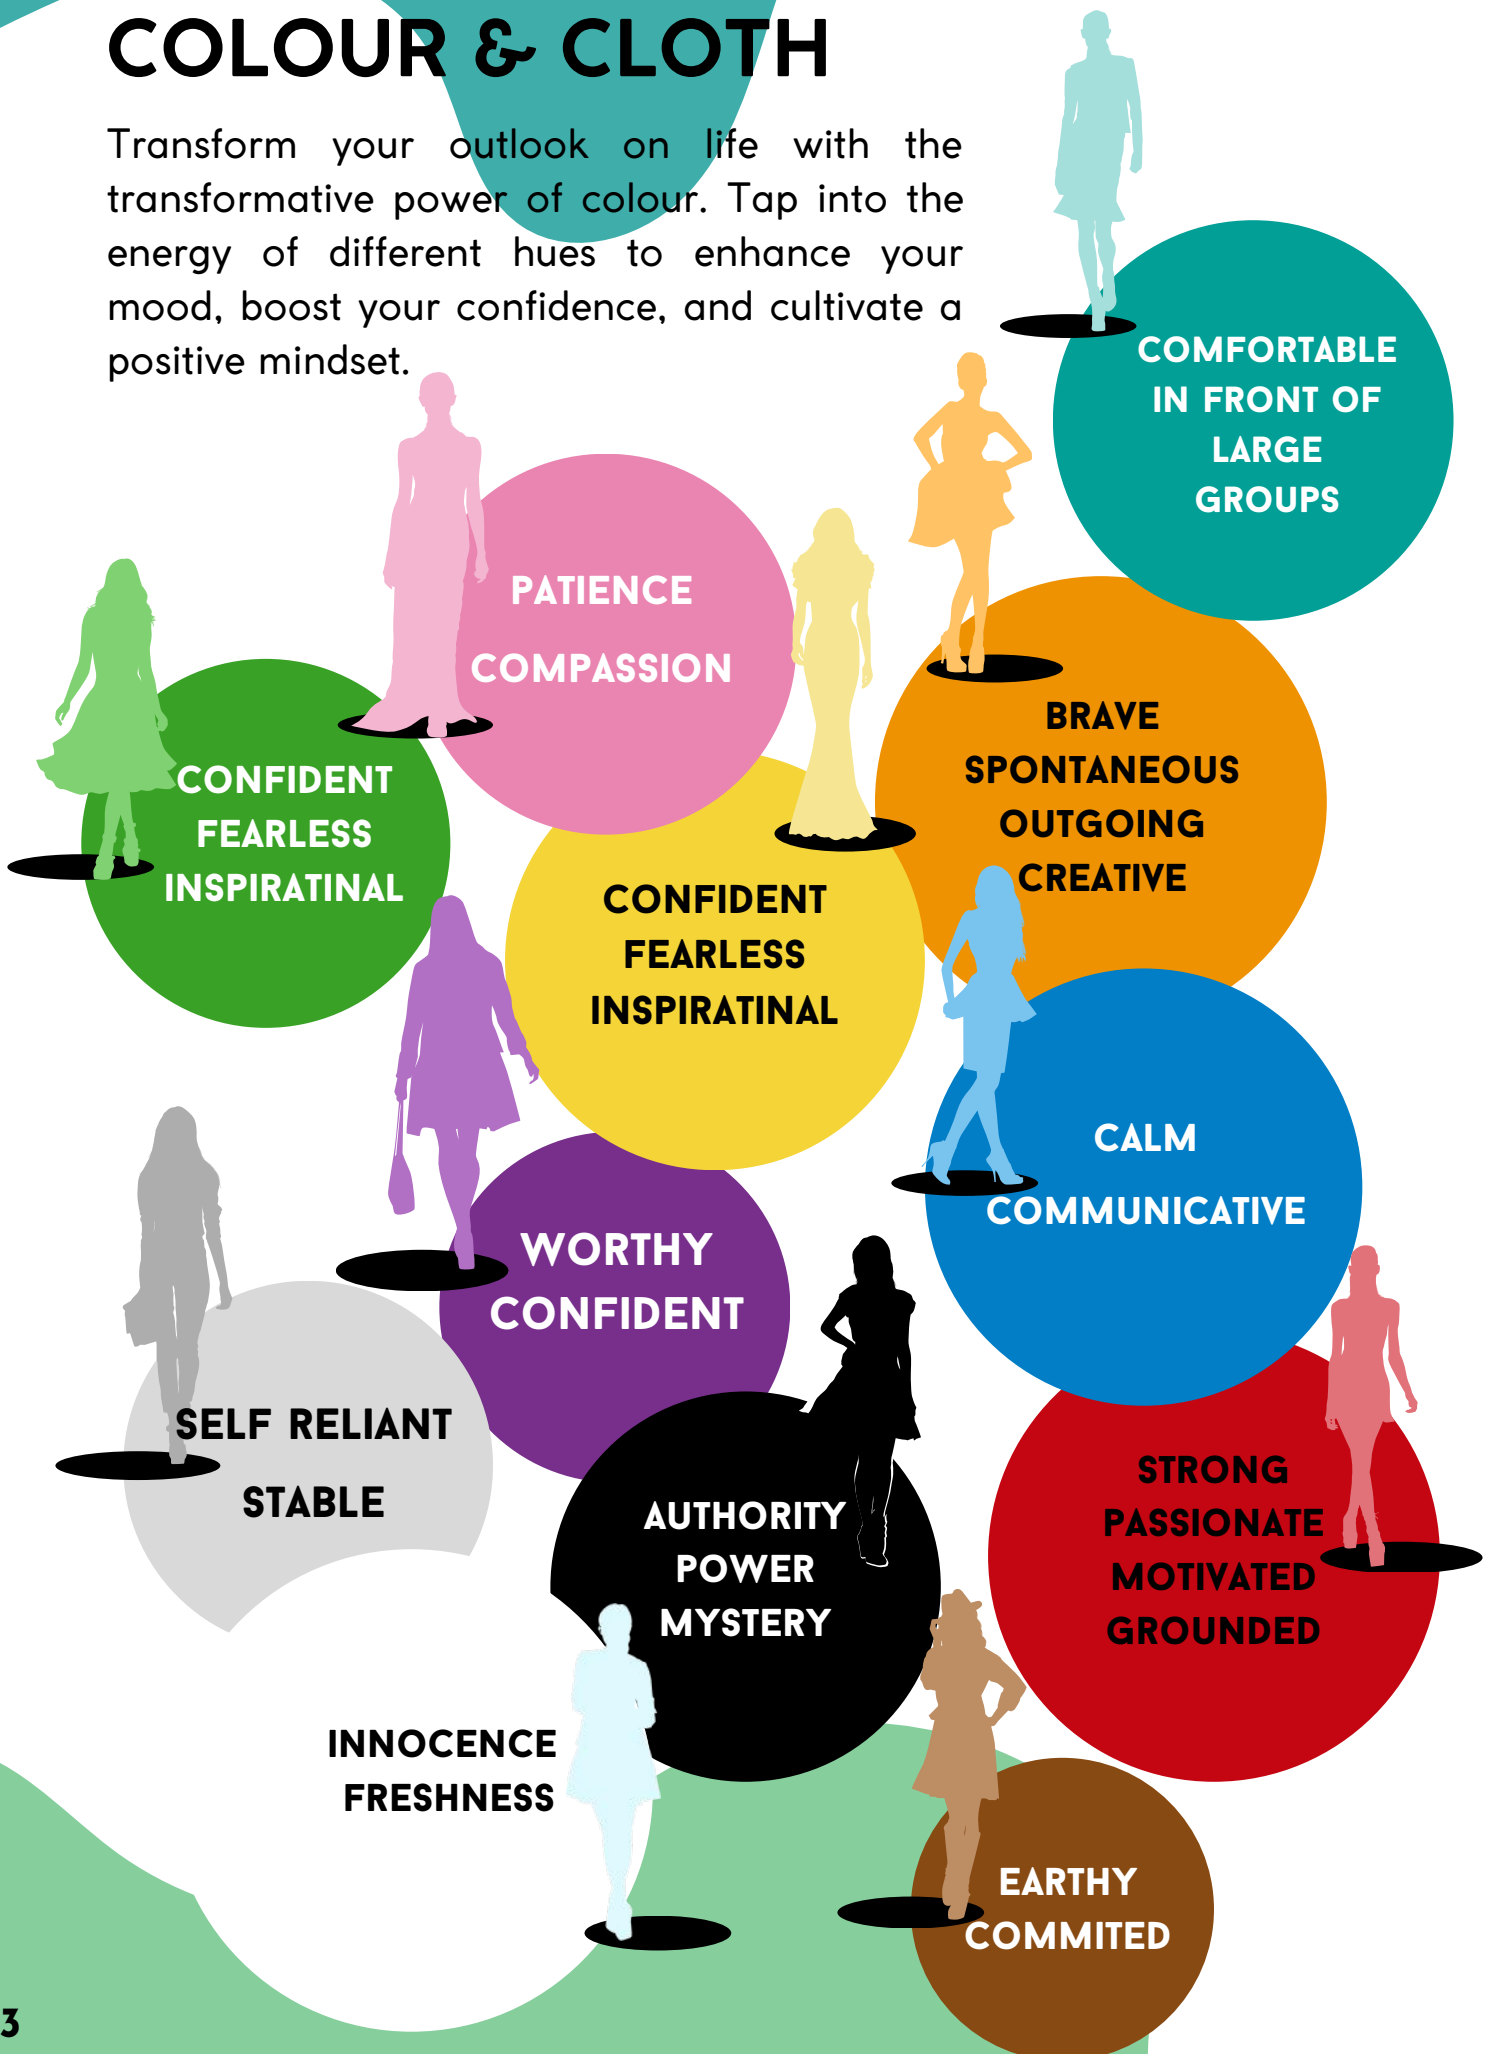 COLOUR & CLOTH
Transform your outlook on life with the
transformative power of colour. Tap into the
energy of different hues to enhance your
mood, boost your confidence, and cultivate a
positive mindset.
COMFORTABLE
IN FRONT OF
LARGE
GROUPS
PATIENCE
COMPASSION
BRAVE
SPONTANEOUS
OUTGOING
CREATIVE
CONFIDENT
FEARLESS
INSPIRATINAL
CONFIDENT
FEARLESS
INSPIRATINAL
CALM
COMMUNICATIVE
WORTHY
CONFIDENT
SELF RELIANT
STABLE
AUTHORITY
POWER
MYSTERY
STRONG
PASSIONATE
MOTIVATED
GROUNDED
INNOCENCE
FRESHNESS
EARTHY
COMMITED
3